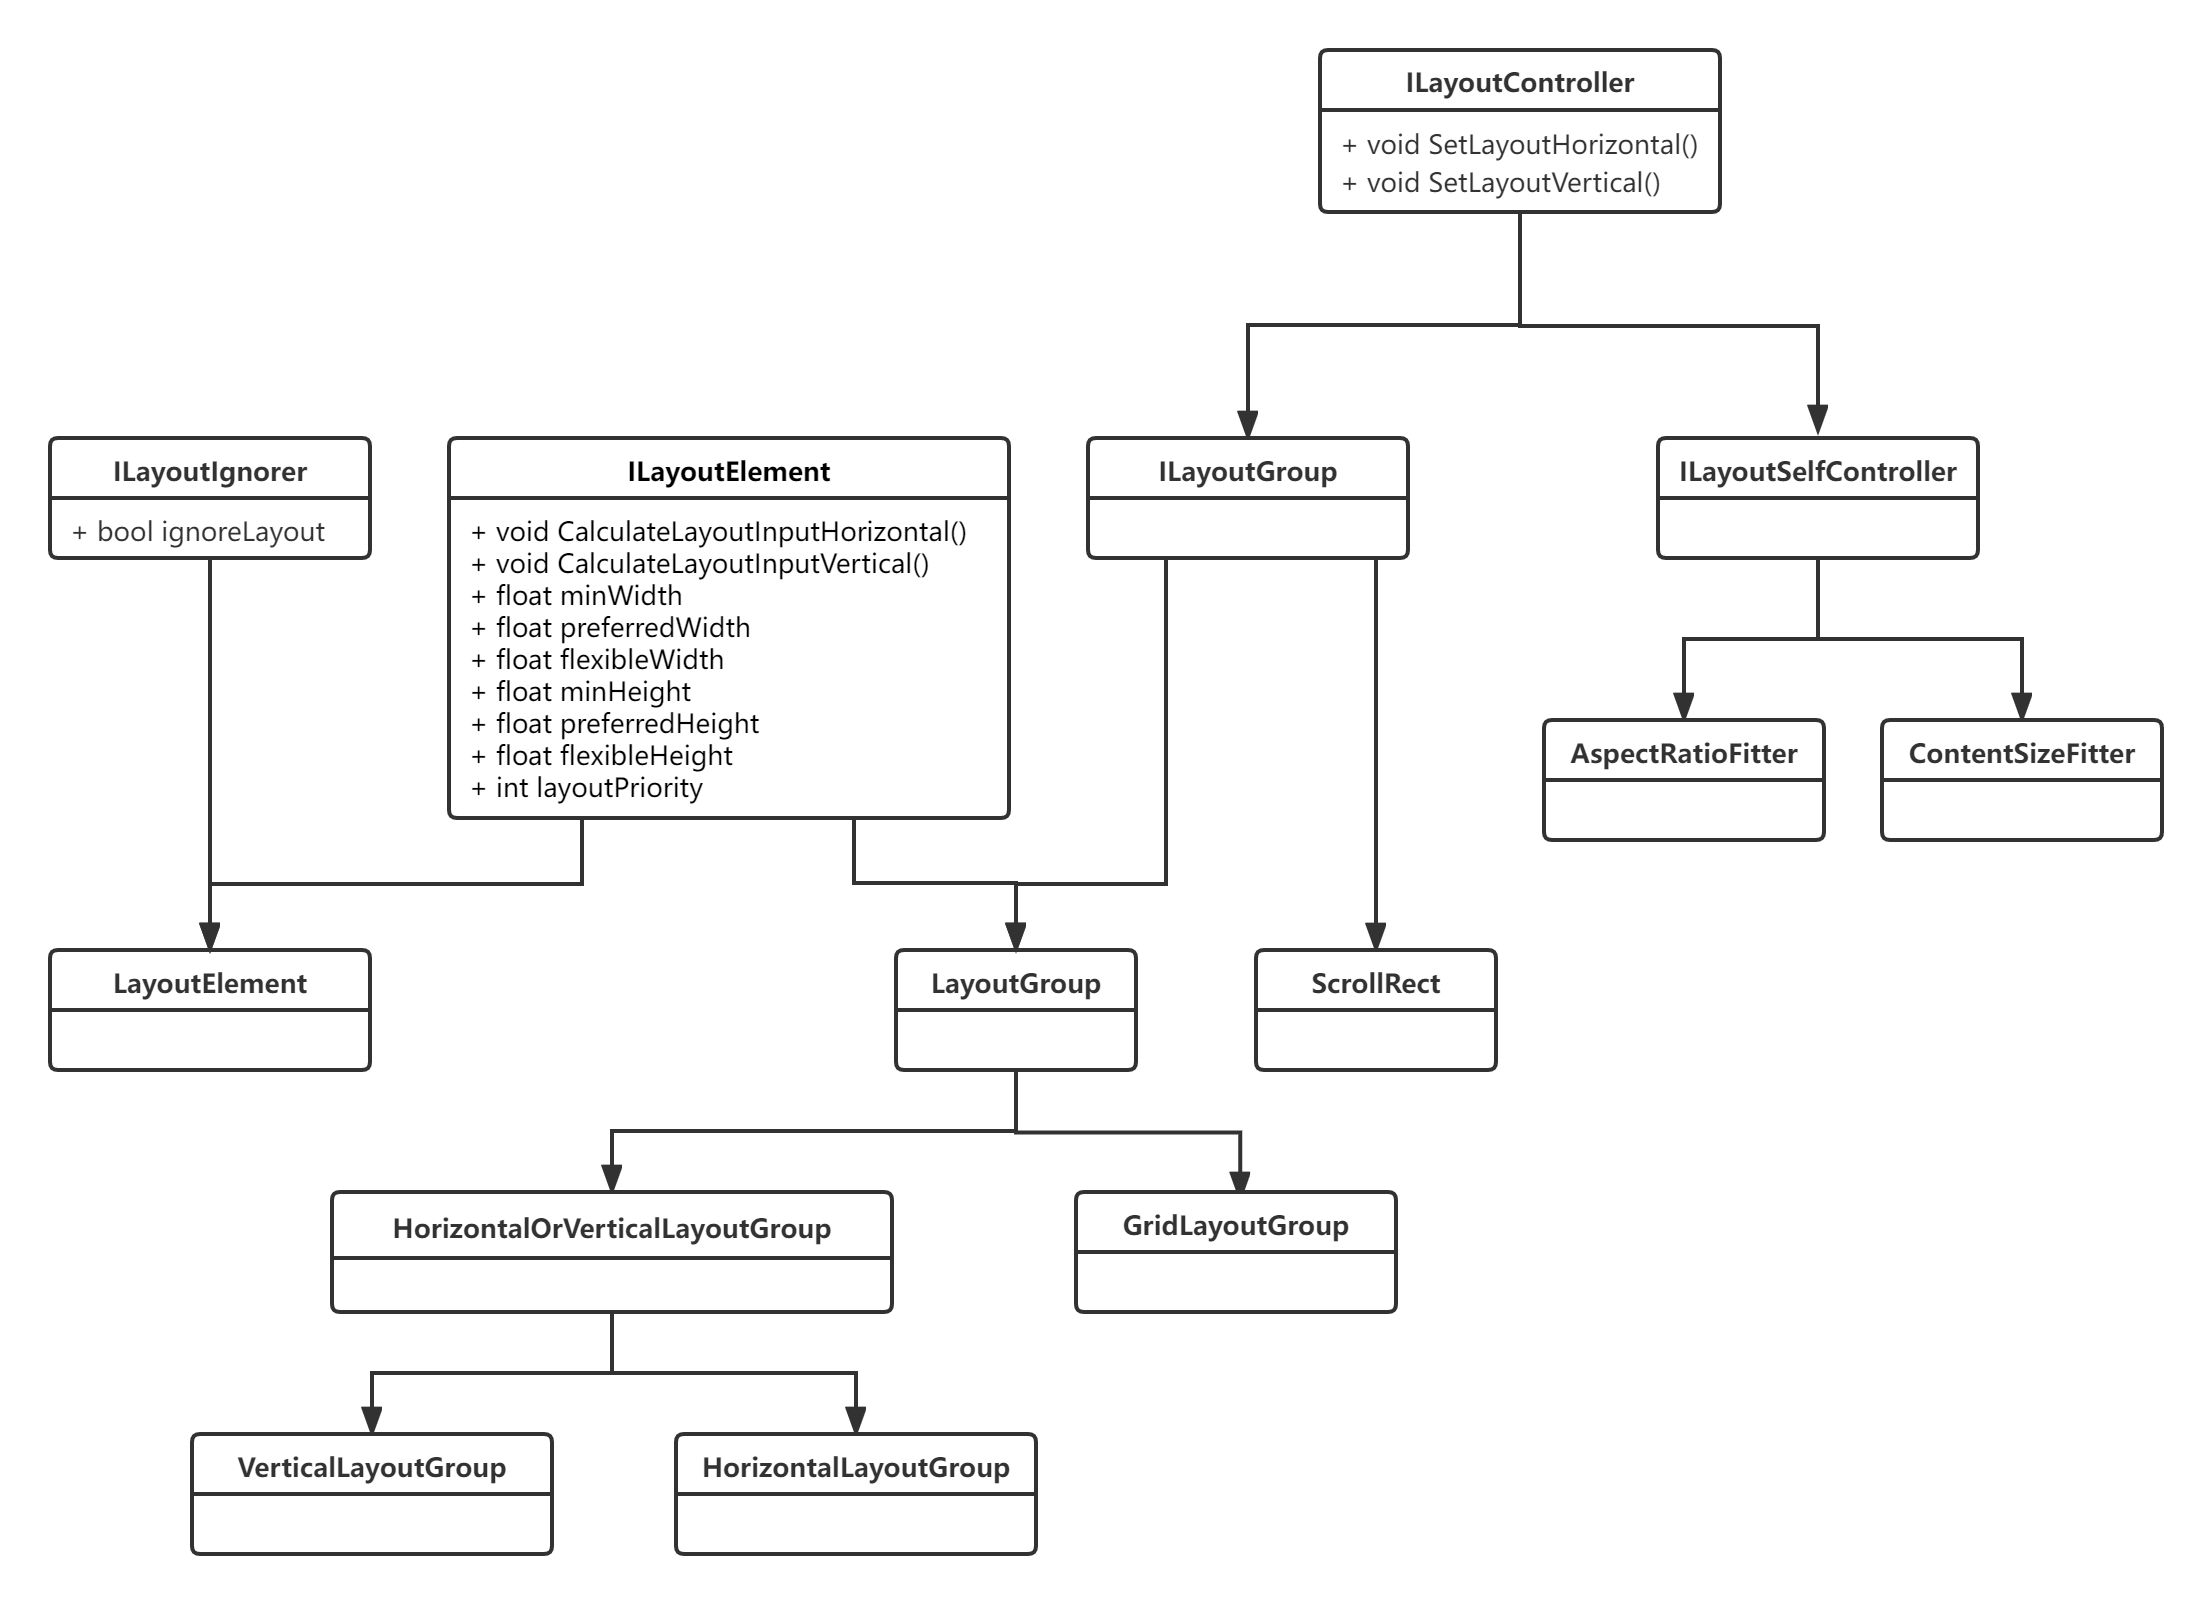 ILayoutController
+ void SetLayoutHorizontal()
+ void SetLayoutVertical()
ILayoutIgnorer
+ bool ignoreLayout
ILayoutElement
+ void CalculateLayoutInputHorizontal()
+ void CalculateLayoutInputVertical()
+ float minWidth
+ float preferredWidth
+ float flexibleWidth
+ float minHeight
+ float preferredHeight
+ float flexibleHeight
+ int layoutPriority
ILayoutGroup
ILayoutSelfController
AspectRatioFitter
ContentSizeFitter
LayoutElement
LayoutGroup
ScrollRect
HorizontalOrVerticalLayoutGroup
GridLayoutGroup
VerticalLayoutGroup
HorizontalLayoutGroup